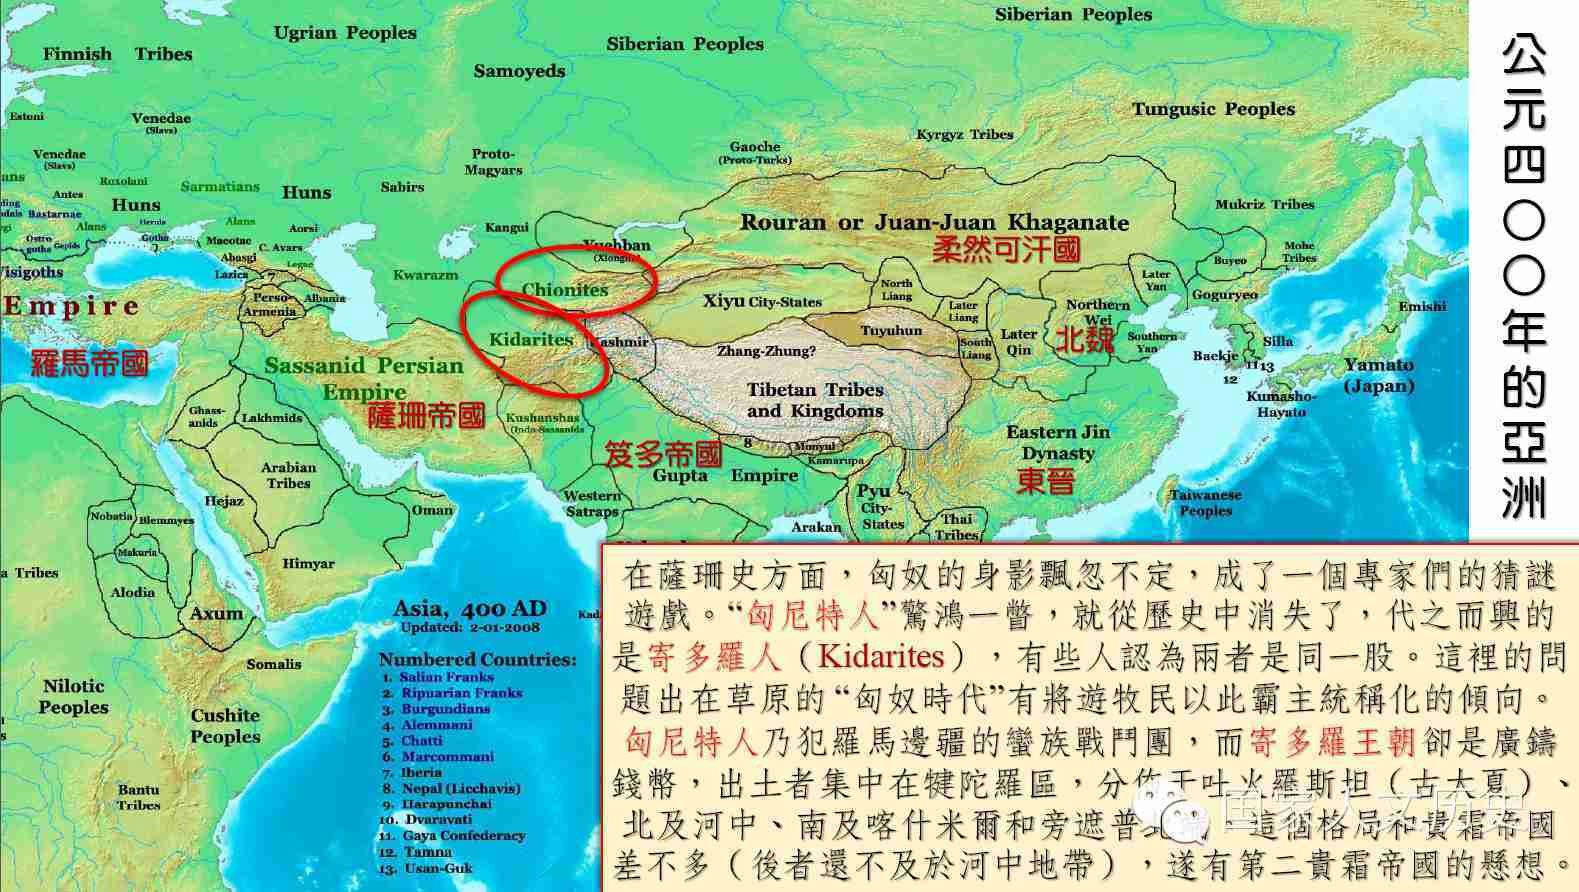 Siberian Peoples
Ugrian Peoples
Siberian Peoples
Finnish Tribes
Samoyeds
公元四〇〇年的亞洲
Estoni
Venedae
(Slavs)
Tungusic Peoples
Kyrgyz Tribes
Gaoche
(Proto-Turks)
Venedae
(Slavs)
Proto-
Magyars
Roxolani
Sarmatians
Huns
Sabirs
Antes
Bastarnae
Huns
Alans
Alans
Herule
Goths
Ostro
goths
Gepids
Maeotae
Aorsi
C. Avars
Abasgi
Legae
Lazica
7
Visigoths
Kangui
Kwarazm
Yuehban
(Xiongnu)
Rouran or Juan-Juan Khaganate
柔然可汗國
Mukriz Tribes
Mohe
Tribes
Buyeo
Chionites
Xiyu City-States
North
Liang
Later
Liang
Later
Yan
Goguryeo
Northern
Wei
北魏
Emishi
Empire
羅馬帝國
Perso-
Armenia
Albania
Kidarites
Kashmir
Zhang-Zhung?
Tuyuhun
South
Liang
Later
Qin
Southern
Yan
Silla
Baekje
11
13
12
Yamato
(Japan)
Kumasho-
Hayato
Sassanid Persian
Empire
薩珊帝國
Tibetan Tribes
and Kingdoms
Ghass-
anids
Lakhmids
Kushanshas
(Indo-Sassanids
笈多帝國
Gupta Empire
8
Monyul
Kamarupa
Eastern Jin
Dynasty
東晉
Arabian
Tribes
Hejaz
Oman
Western
Satraps
Pyu
City-
States
Arakan
Thai
Tribes
Taiwanese
Peoples
Nobatia
Blemmyes
Makuria
Himyar
a Tribes
Alodia
Axum
Asia, 400 AD
Updated: 2-01-2008
Somalis
Nilotic
Peoples
Cushite
Peoples
Bantu
Tribes
Numbered Countries:
1. Salian Franks
2. Ripuarian Franks
3. Burgundians
4. Alemmani
5. Chatti
6. Marcommani
7. Iberia
8. Nepal (Licchavis)
9. Harapunchai
10. Dvaravati
11. Gaya Confederacy
12. Tamna
13. Usan-Guk
在薩珊史方面，匈奴的身影飄忽不定，成了一個專家們的猜謎
遊戲。“匈尼特人”驚鴻一瞥，就從歷史中消失了，代之而興的
是寄多羅人（Kidarites），有些人認為兩者是同一股。這裡的問
題出在草原的“匈奴時代”有將遊牧民以此霸主統稱化的傾向。
匈尼特人乃犯羅馬邊疆的蠻族戰鬥團，而寄多羅王朝卻是廣鑄
錢幣，出土者集中在犍陀羅區，分佈于吐火羅斯坦（古大夏）、
北及河中、南及喀什米爾和旁遮普北 這個格局和貴霜帝國
差不多（後者還不及於河中地帶），遂有第二貴霜帝國的懸想。
国家人文历史